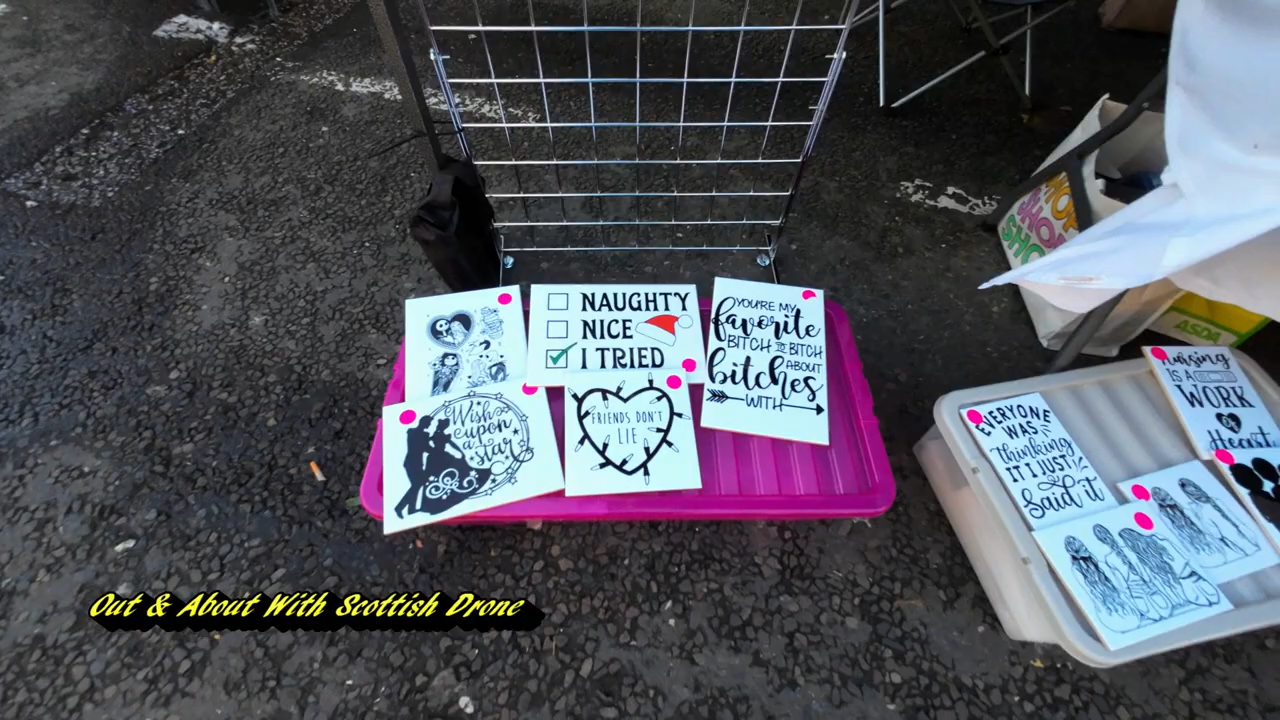 NAUGHTY
NICE
I TRIED
YOU'RE MY
favorite
BITCH TO BITCH
ABOUT
bitches
WITH
Wish
upon
a
star
FRIENDS DON'T
LIE
EVERYONE
WAS
thinking
IT I JUST
Said it
Nursing
IS A
WORK
OF
Heart
SHOP
ASDA
Out & About With Scottish Drone